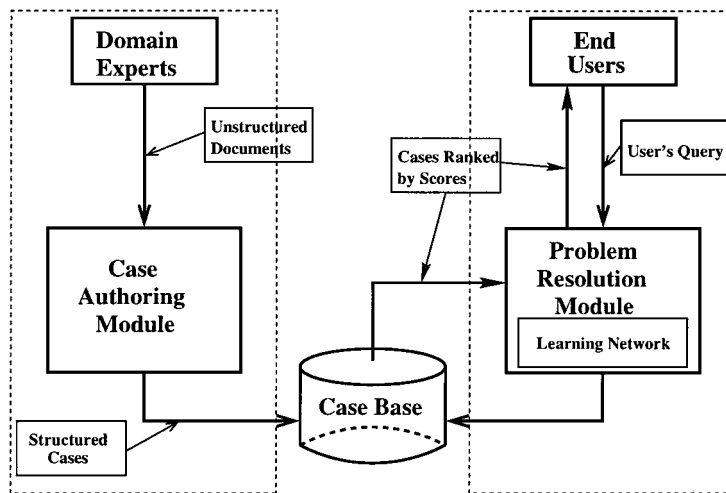 Domain
Experts
End
Users
Unstructured
Documents
Cases Ranked
by Scores
User's Query
Case
Authoring
Module
Problem
Resolution
Module
Learning Network
Case Base
Structured
Cases